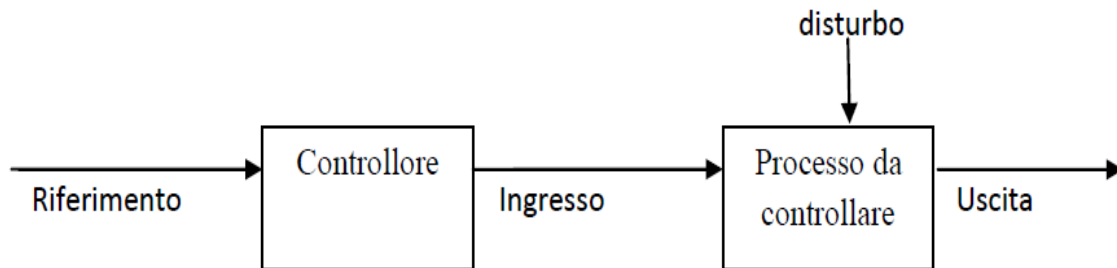 disturbo
Controllore
Processo da
controllare
Riferimento
Ingresso
Uscita